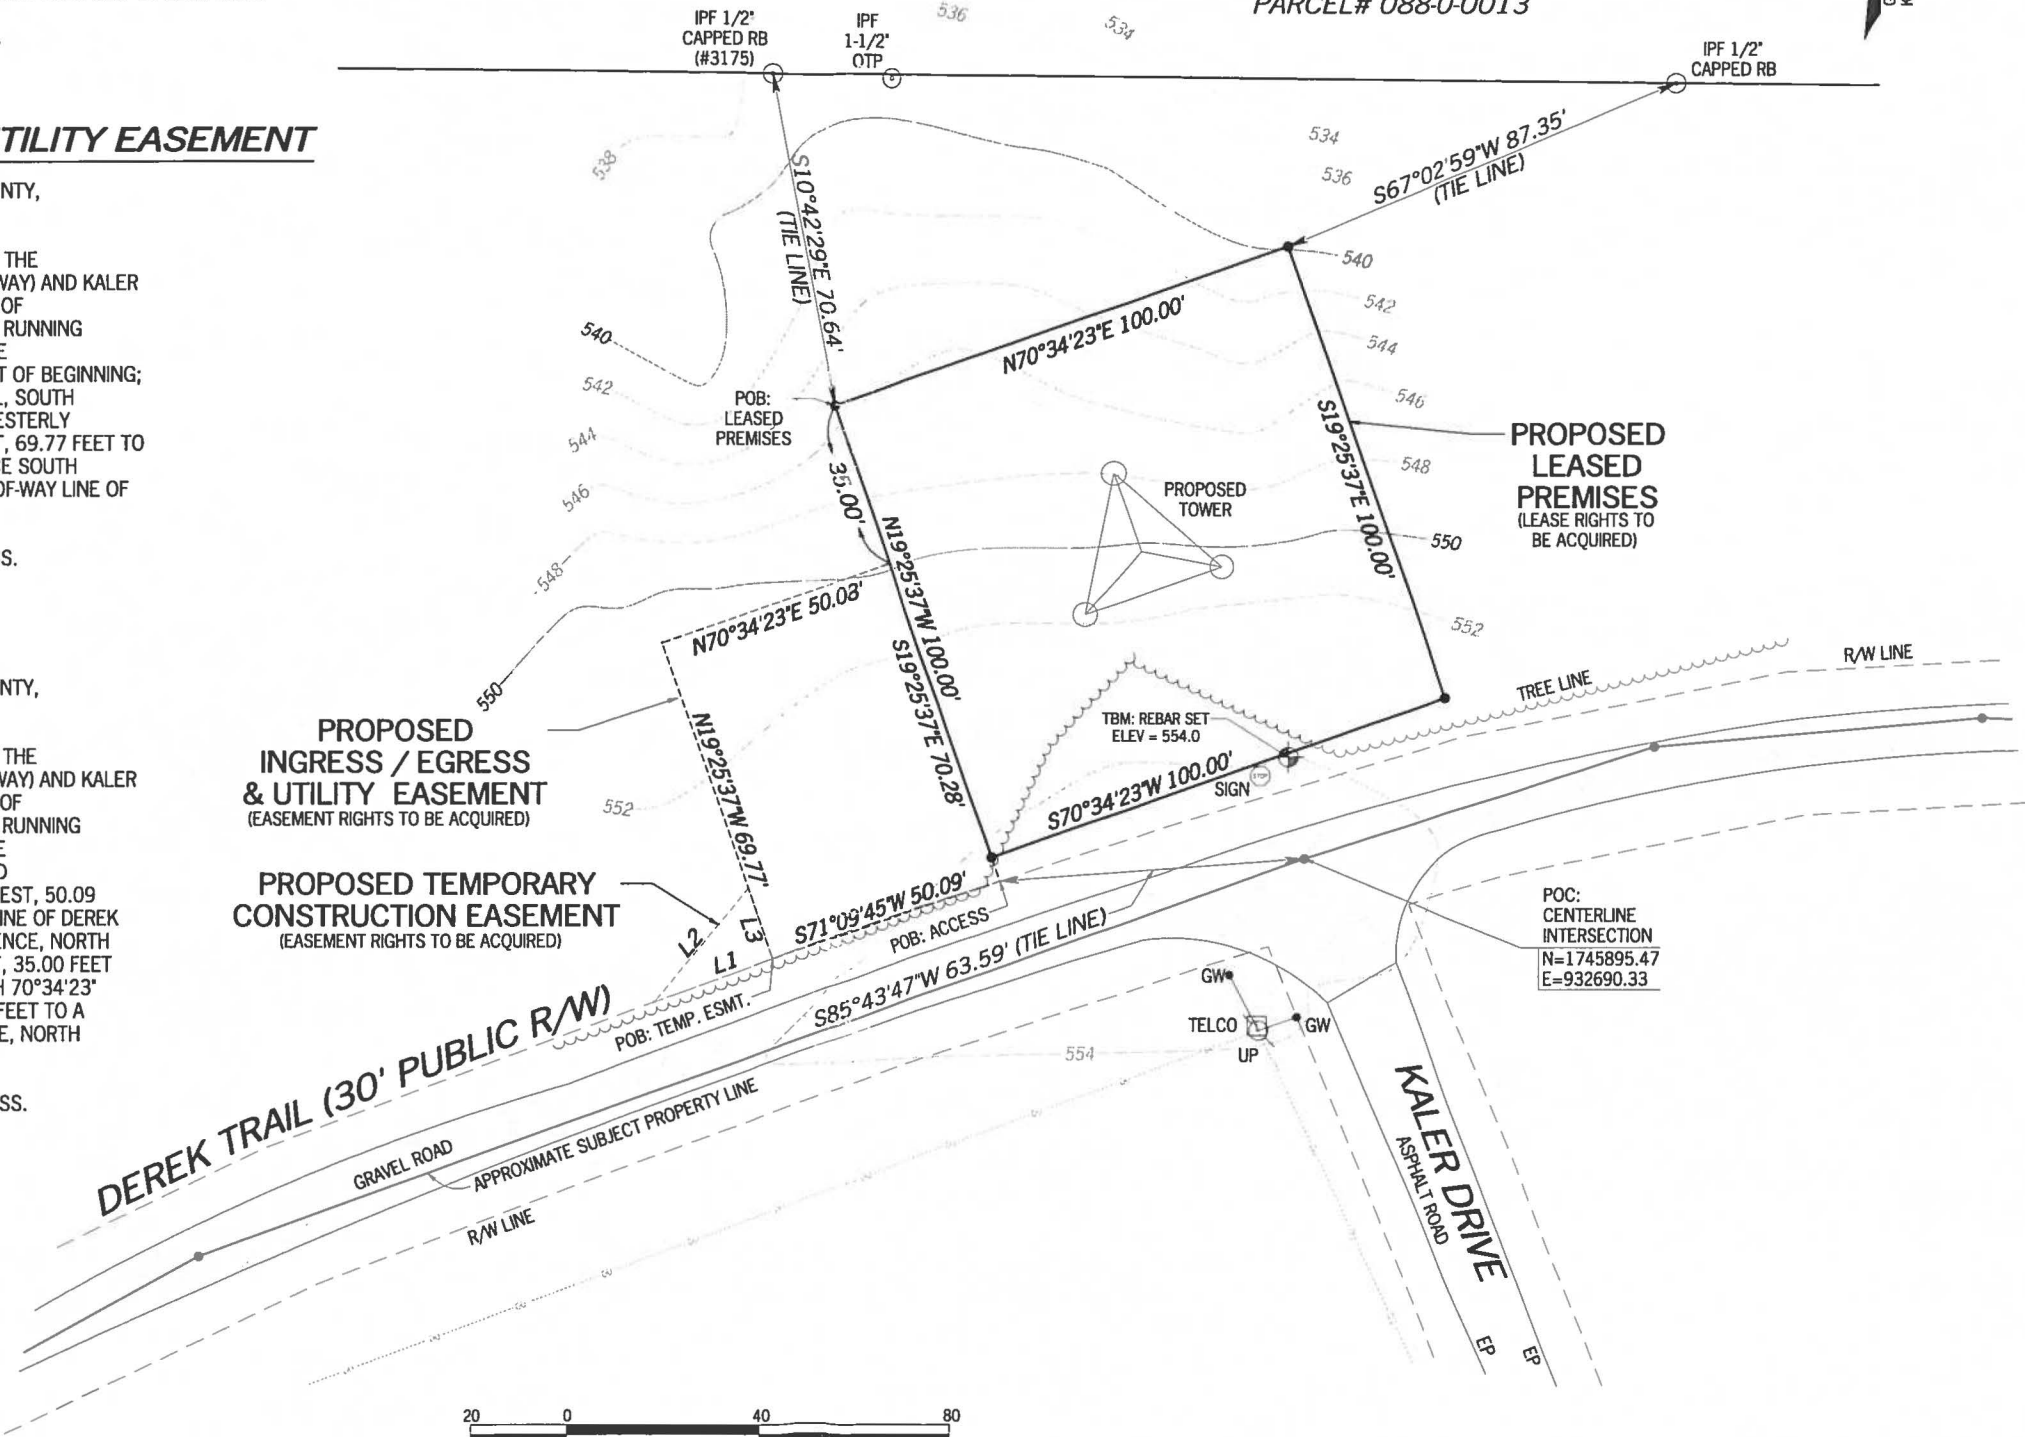 PARCEL# 088-0-0013
IPF 1/2"
CAPPED RB
(#3175)
IPF
1-1/2"
OTP
536
534
IPF 1/2"
CAPPED RB
TILITY EASEMENT
NTY,
THE
WAY) AND KALER
OF
RUNNING
T OF BEGINNING;
, SOUTH
ESTERLY
, 69.77 FEET TO
E SOUTH
OF-WAY LINE OF
S.
NTY,
THE
WAY) AND KALER
OF
RUNNING
EST, 50.09
INE OF DEREK
ENCE, NORTH
, 35.00 FEET
H 70°34'23"
FEET TO A
E, NORTH
SS.
538
534
536
S67°02'59"W 87.35'
(TIE LINE)
S10°42'29"E 70.64'
(TIE LINE)
540
542
544
546
548
550
552
N70°34'23"E 100.00'
540
542
544
546
548
550
552
POB:
LEASED
PREMISES
35.00'
N19°25'37"W 100.00'
S19°25'37"E 70.28'
S19°25'37"E 100.00'
PROPOSED
LEASED
PREMISES
(LEASE RIGHTS TO
BE ACQUIRED)
PROPOSED
TOWER
N70°34'23"E 50.03'
N19°25'37"W 69.77'
PROPOSED
INGRESS / EGRESS
& UTILITY EASEMENT
(EASEMENT RIGHTS TO BE ACQUIRED)
PROPOSED TEMPORARY
CONSTRUCTION EASEMENT
(EASEMENT RIGHTS TO BE ACQUIRED)
TBM: REBAR SET
ELEV = 554.0
STOP
SIGN
S70°34'23"W 100.00'
TREE LINE
R/W LINE
S71°09'45"W 50.09'
L2
L3
L1
POB: ACCESS
POB: TEMP. ESMT.
S85°43'47"W 63.59' (TIE LINE)
POC:
CENTERLINE
INTERSECTION
N=1745895.47
E=932690.33
GW
TELCO
GW
UP
554
DEREK TRAIL (30' PUBLIC R/W)
GRAVEL ROAD
APPROXIMATE SUBJECT PROPERTY LINE
R/W LINE
KALER DRIVE
ASPHALT ROAD
EP
EP
20 0 40 80